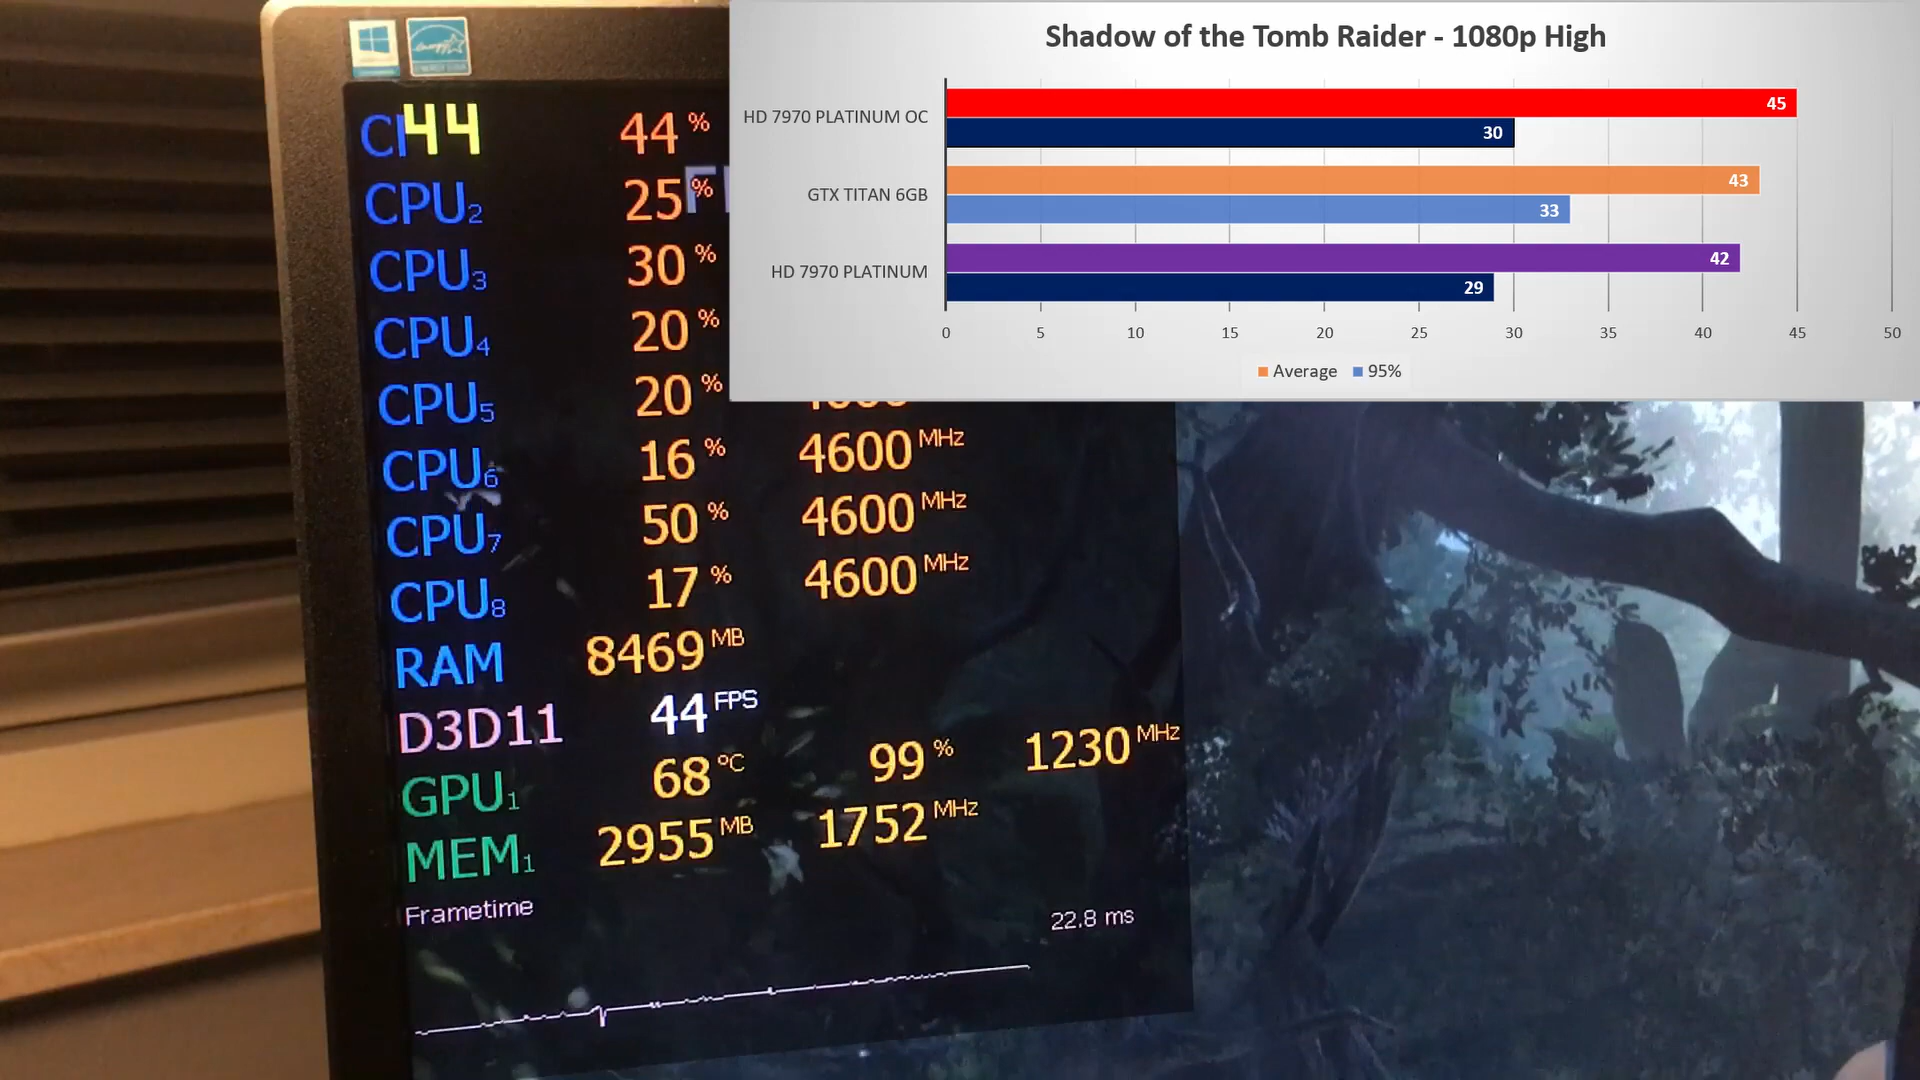 Shadow of the Tomb Raider - 1080p High
HD 7970 PLATINUM OC
45
30
GTX TITAN 6GB
43
33
HD 7970 PLATINUM
42
29
0 5 10 15 20 25 30 35 40 45 50
Average 95%
44
44 %
CPU2 25 %
CPU3 30 %
CPU4 20 %
CPU5 20 %
CPU6 16 % 4600 MHz
CPU7 50 % 4600 MHz
CPU8 17 % 4600 MHz
RAM 8469 MB
D3D11 44 FPS
GPU1 68 °C 99 % 1230 MHz
MEM1 2955 MB 1752 MHz
Frametime
22.8 ms